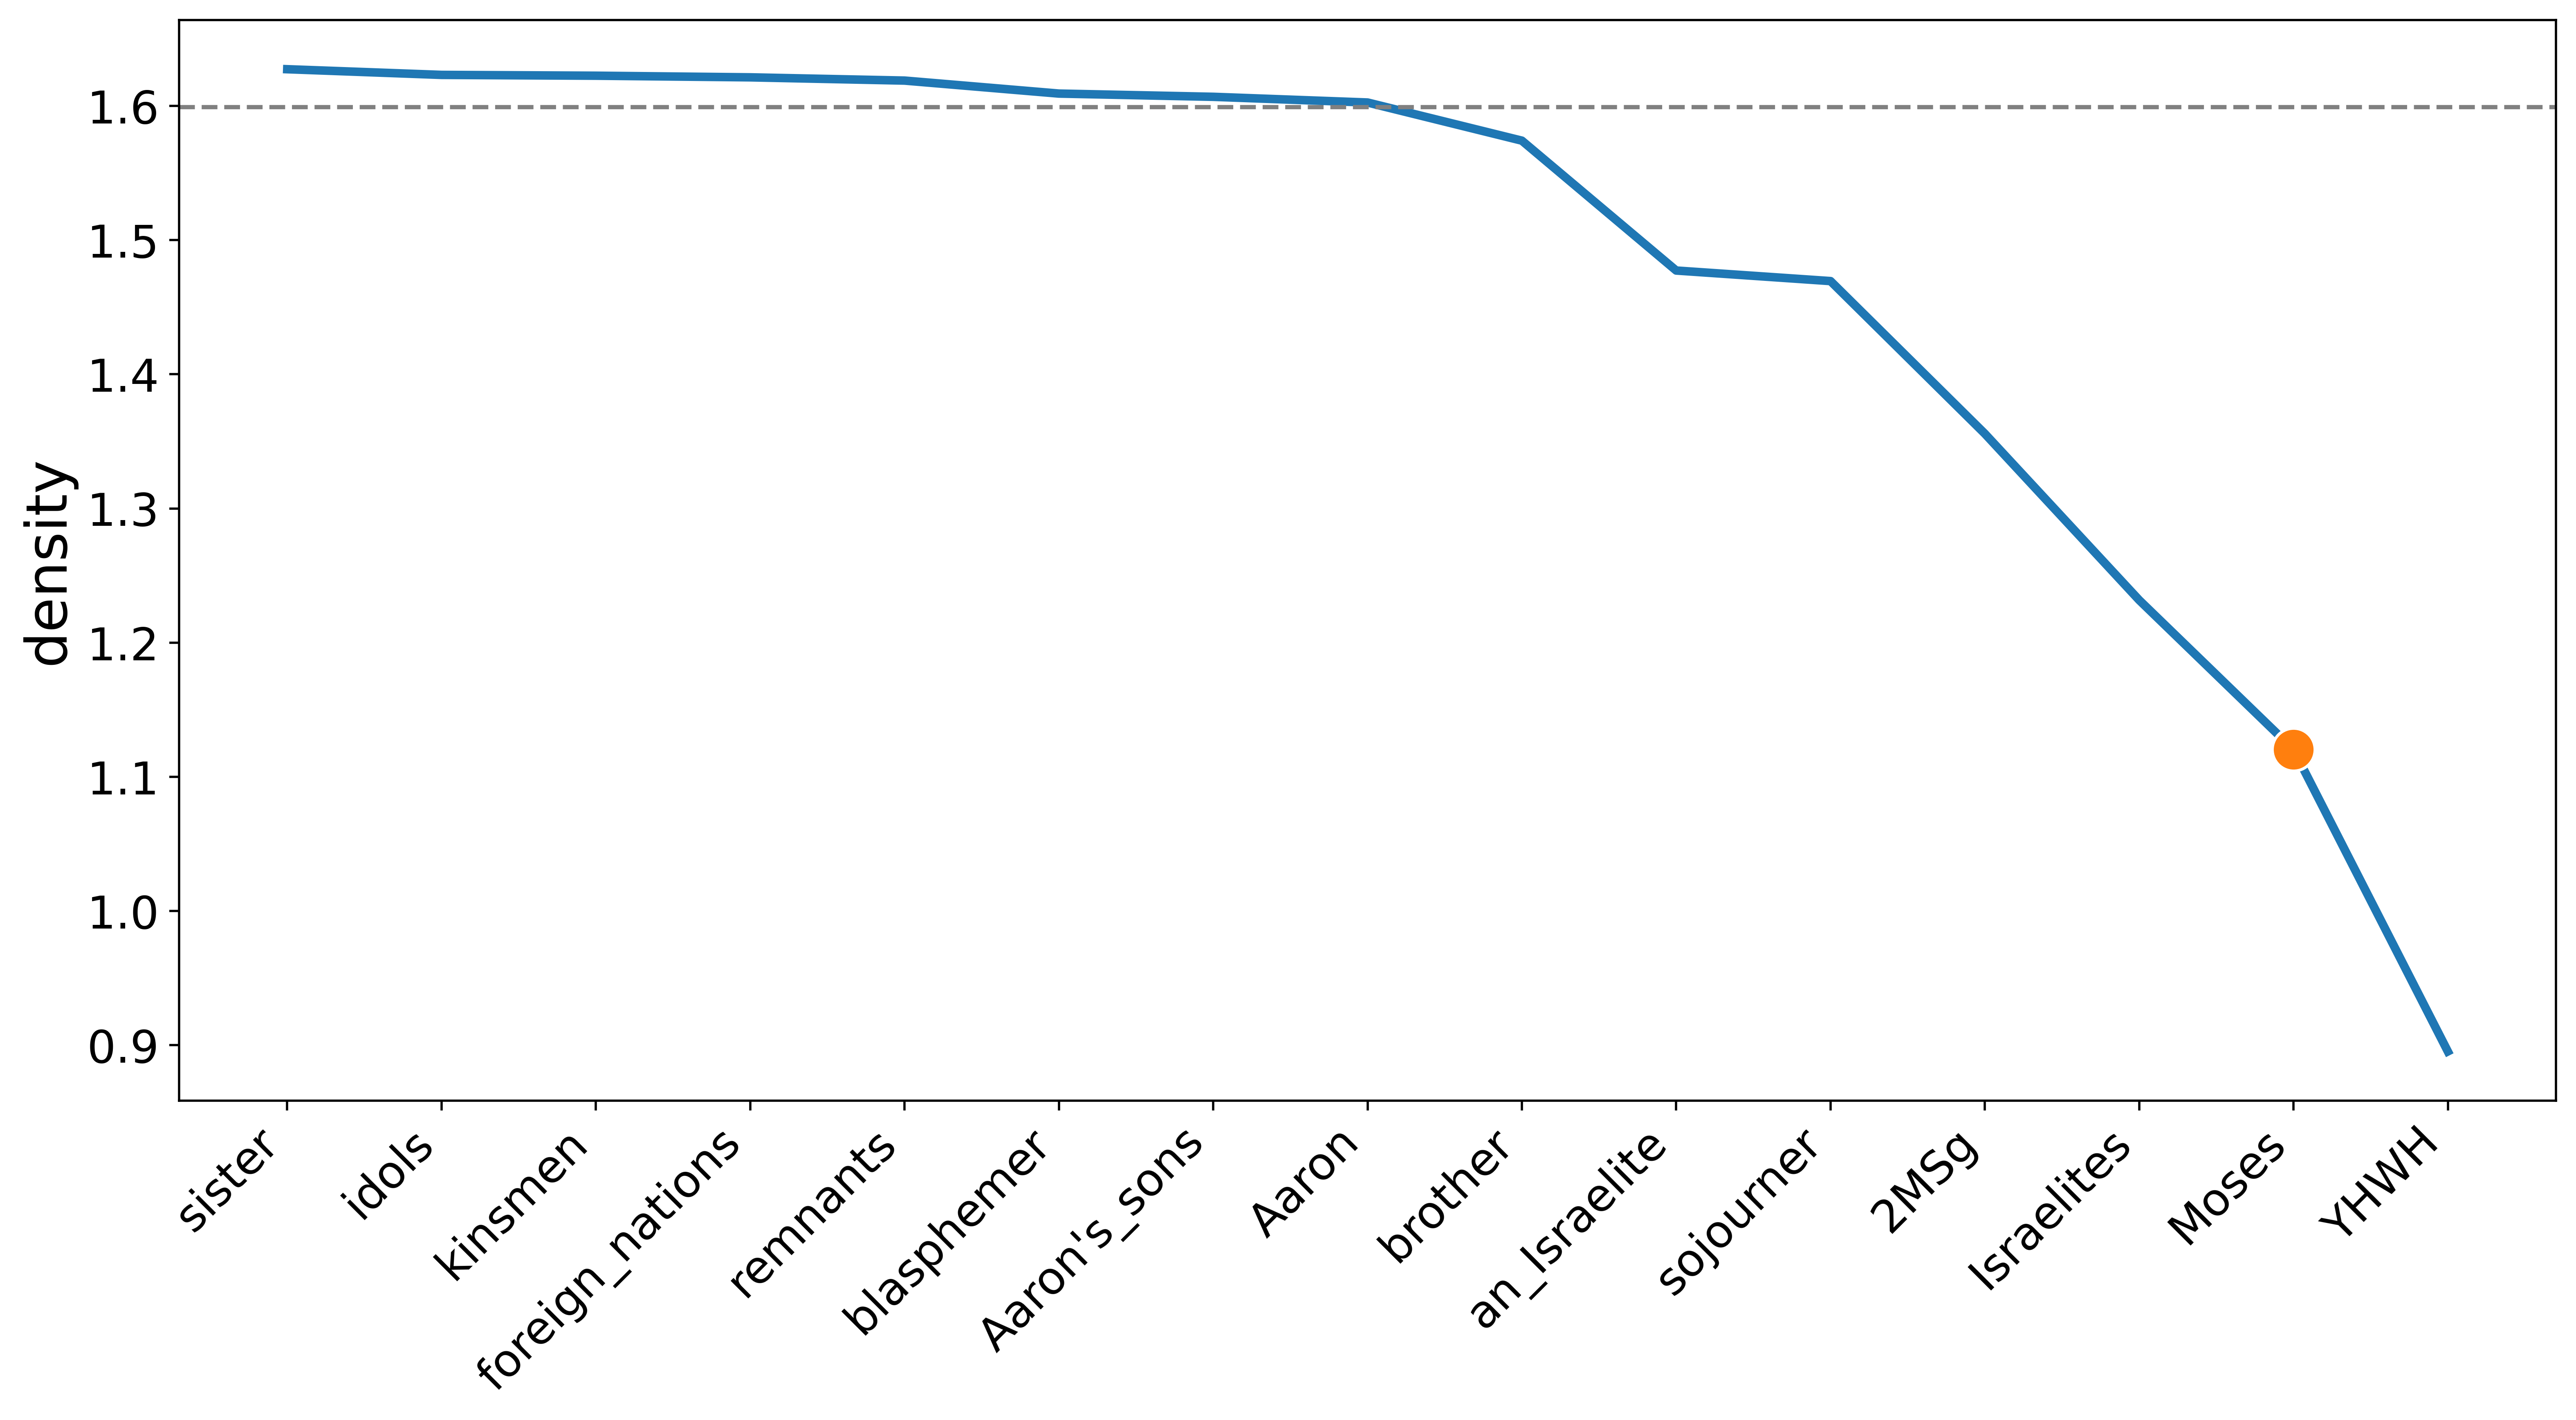 density
1.6
1.5
1.4
1.3
1.2
1.1
1.0
0.9
sister
idols
kinsmen
foreign_nations
remnants
blasphemer
Aaron's_sons
Aaron
brother
an_Israelite
sojourner
2MSg
Israelites
Moses
YHWH